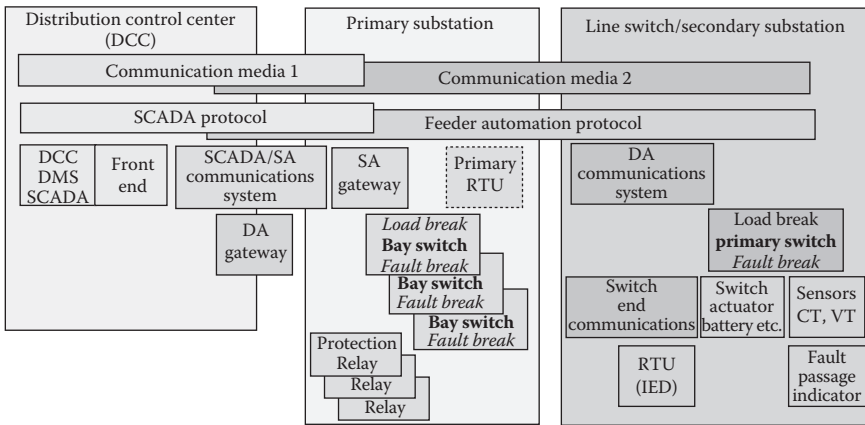 Distribution control center
(DCC)
Primary substation
Line switch/secondary substation
Communication media 1
Communication media 2
SCADA protocol
Feeder automation protocol
DCC
DMS
SCADA
Front
end
SCADA/SA
communications
system
SA
gateway
Primary
RTU
DA
communications
system
DA
gateway
Load break
Bay switch
Fault break
Bay switch
Fault break
Bay switch
Fault break
Load break
primary switch
Fault break
Switch
end
communications
Switch
actuator
battery etc.
Sensors
CT, VT
Protection
Relay
Relay
Relay
RTU
(IED)
Fault
passage
indicator